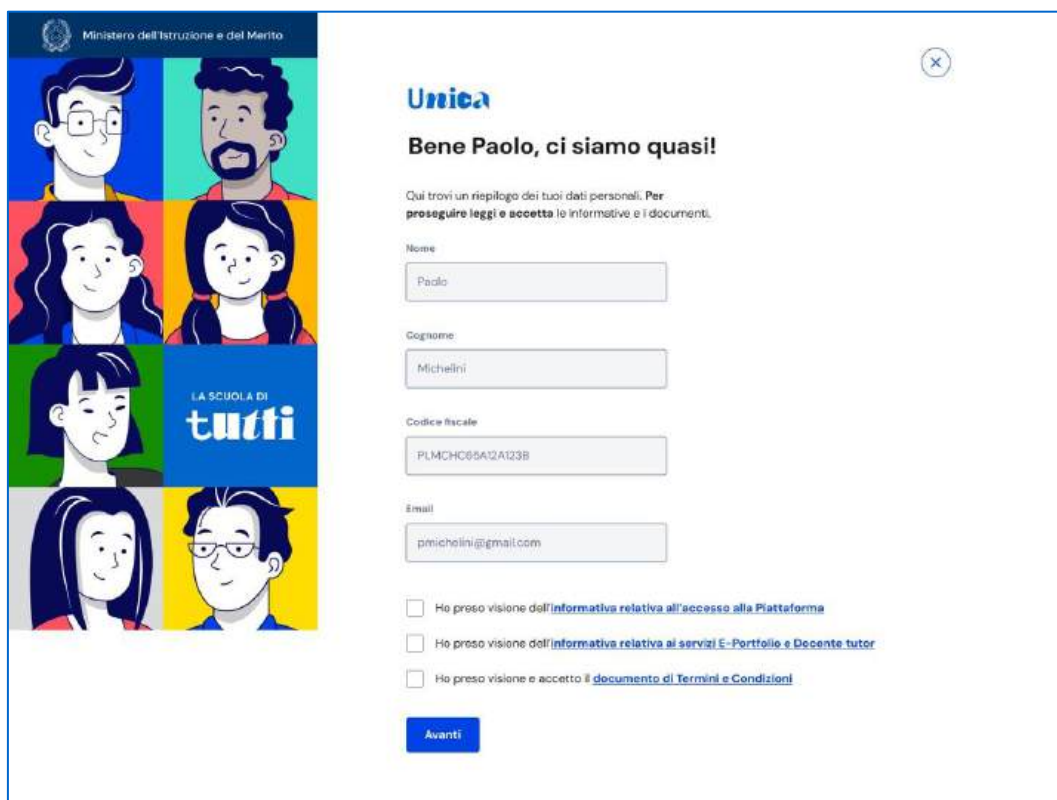 Ministero dell'Istruzione e del Merito
LA SCUOLA DI
tutti
Unica
Bene Paolo, ci siamo quasi!
Qui trovi un riepilogo dei tuoi dati personali. Per
proseguire leggi e accetta le informative e i documenti.
Nome
Paolo
Cognome
Michelini
Codice fiscale
PLMCHC65A12A123B
Email
pmichelini@gmail.com
Ho preso visione dell'informativa relativa all'accesso alla Piattaforma
Ho preso visione dell'informativa relativa ai servizi E-Portfolio e Docente tutor
Ho preso visione e accetto il documento di Termini e Condizioni
Avanti